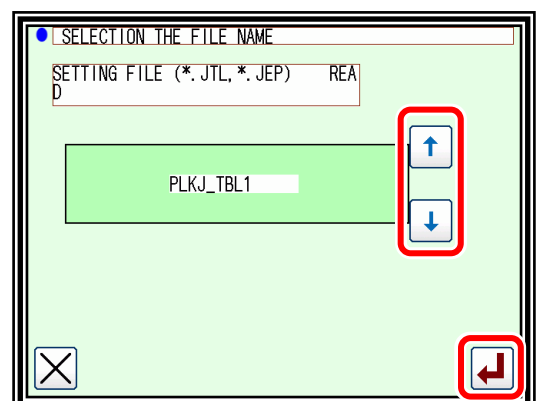 SELECTION THE FILE NAME
SETTING FILE (*.JTL,*.JEP) REA
D
PLKJ_TBL1